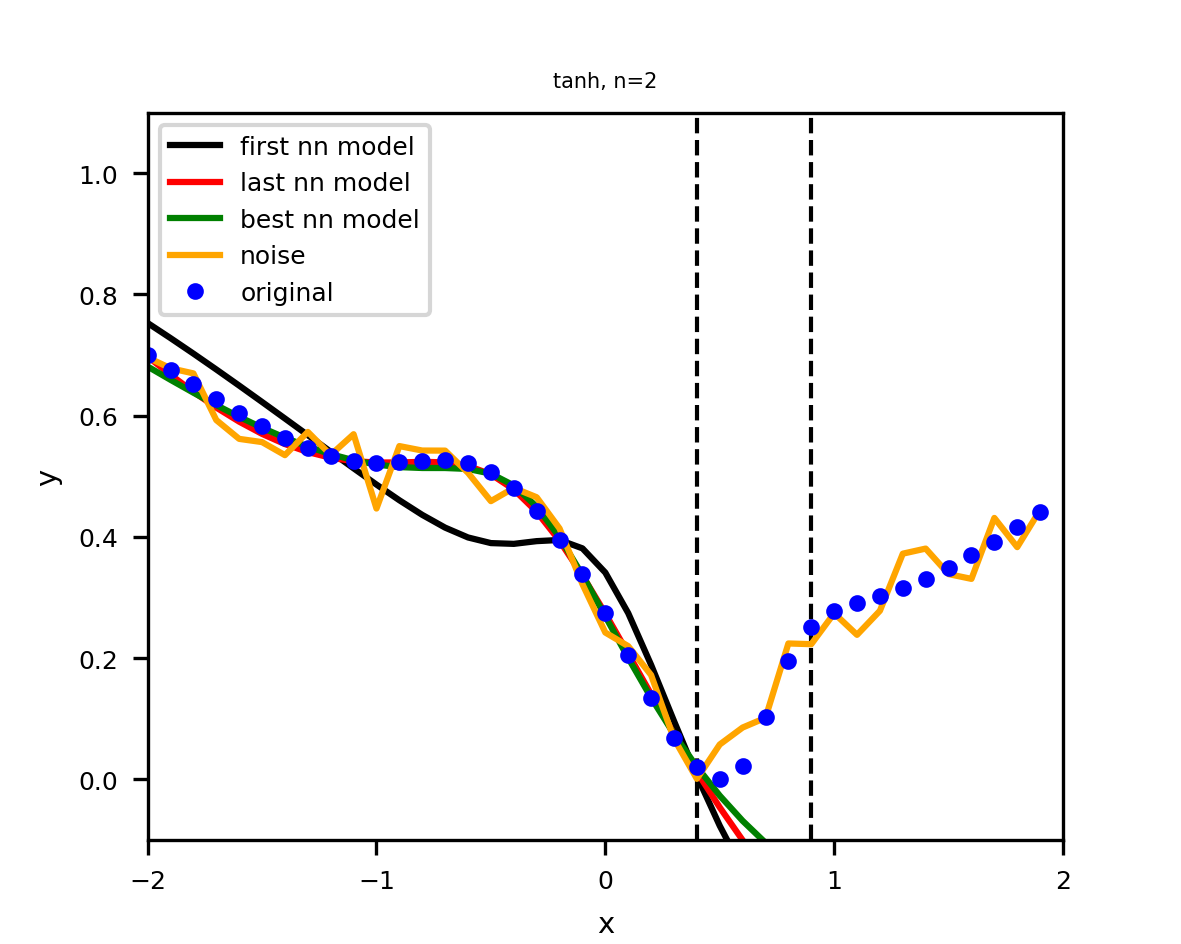 tanh, n=2
first nn model
last nn model
best nn model
noise
original
1.0
0.8
0.6
0.4
0.2
0.0
y
−2
−1
0
1
2
x